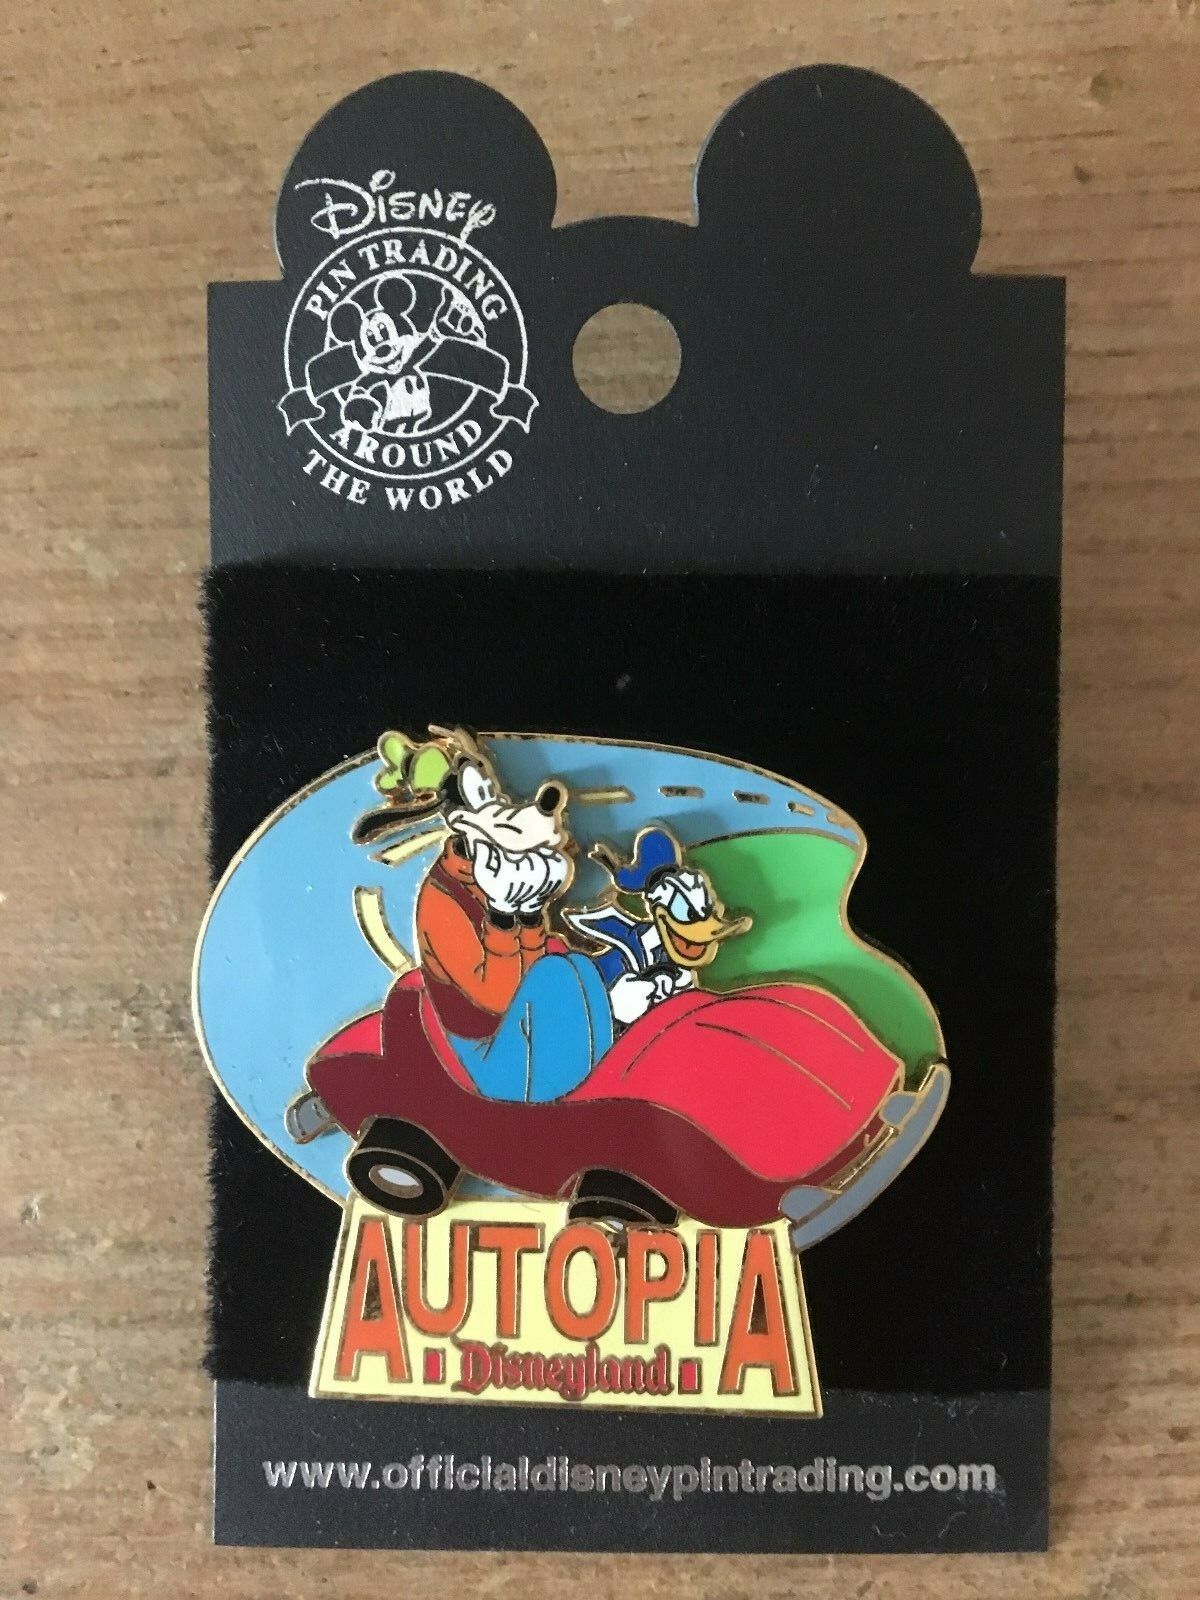 Disney
PIN TRADING
AROUND
THE WORLD
AUTOPIA
Disneyland
www.officialdisneypintrading.com